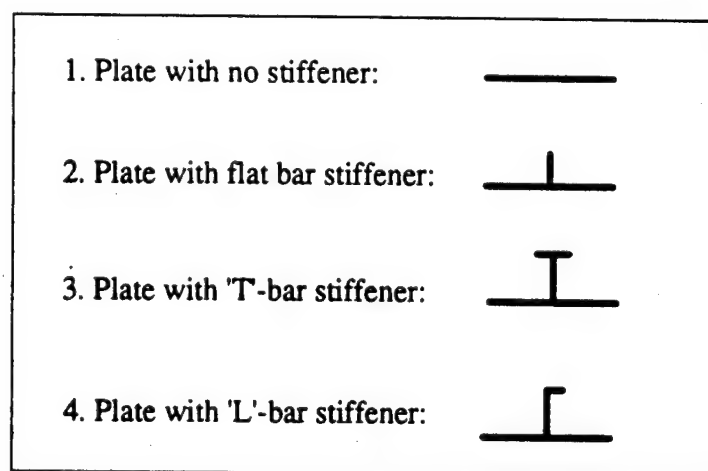 1. Plate with no stiffener:
2. Plate with flat bar stiffener:
3. Plate with 'T'-bar stiffener:
4. Plate with 'L'-bar stiffener: